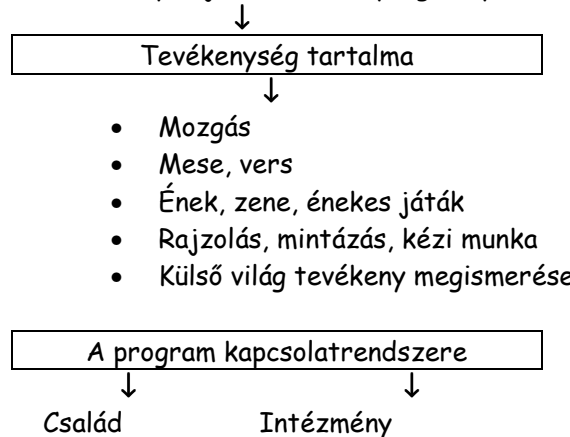 Tevékenység tartalma
• Mozgás
• Mese, vers
• Ének, zene, énekes játák
• Rajzolás, mintázás, kézi munka
• Külső világ tevékeny megismerése
A program kapcsolatrendszere
Család Intézmény